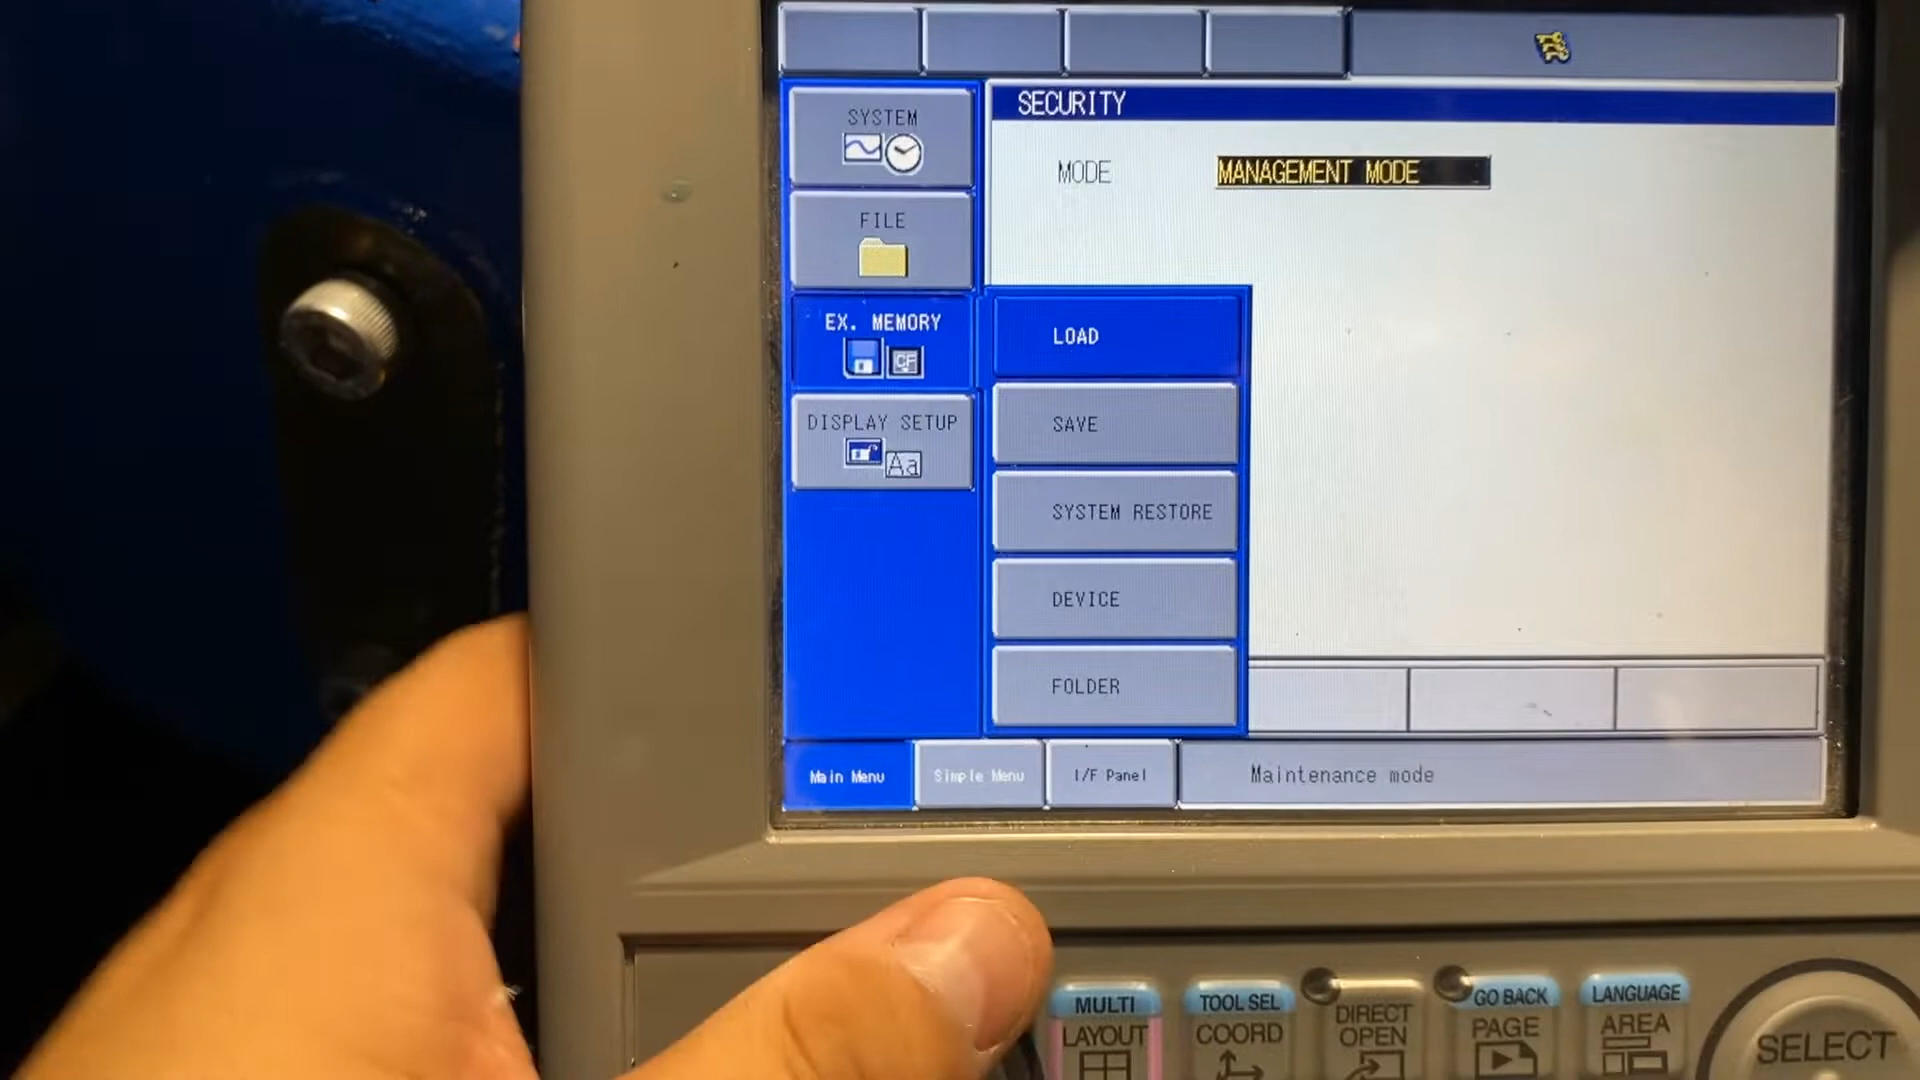 SYSTEM
FILE
EX. MEMORY
CF
DISPLAY SETUP
Aa
SECURITY
MODE MANAGEMENT MODE
LOAD
SAVE
SYSTEM RESTORE
DEVICE
FOLDER
Main Menu Simple Menu I/F Panel Maintenance mode
MULTI
LAYOUT
TOOL SEL
COORD
DIRECT
OPEN
GO BACK
PAGE
LANGUAGE
AREA
SELECT